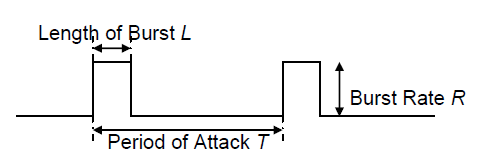 Length of Burst L
Burst Rate R
Period of Attack T